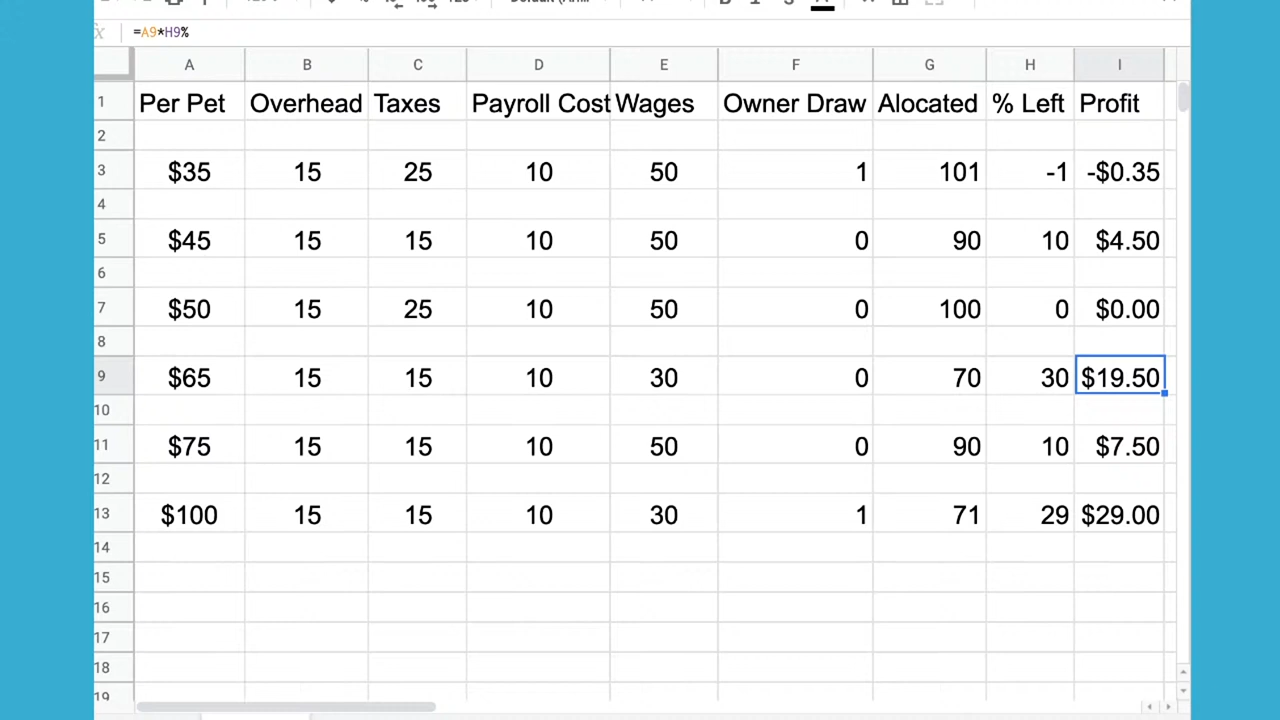 =A9*H9%
A B C D E F G H I
1 Per Pet Overhead Taxes Payroll Cost Wages Owner Draw Alocated % Left Profit
2
3 $35 15 25 10 50 1 101 -1 -$0.35
4
5 $45 15 15 10 50 0 90 10 $4.50
6
7 $50 15 25 10 50 0 100 0 $0.00
8
9 $65 15 15 10 30 0 70 30 $19.50
10
11 $75 15 15 10 50 0 90 10 $7.50
12
13 $100 15 15 10 30 1 71 29 $29.00
14
15
16
17
18
19